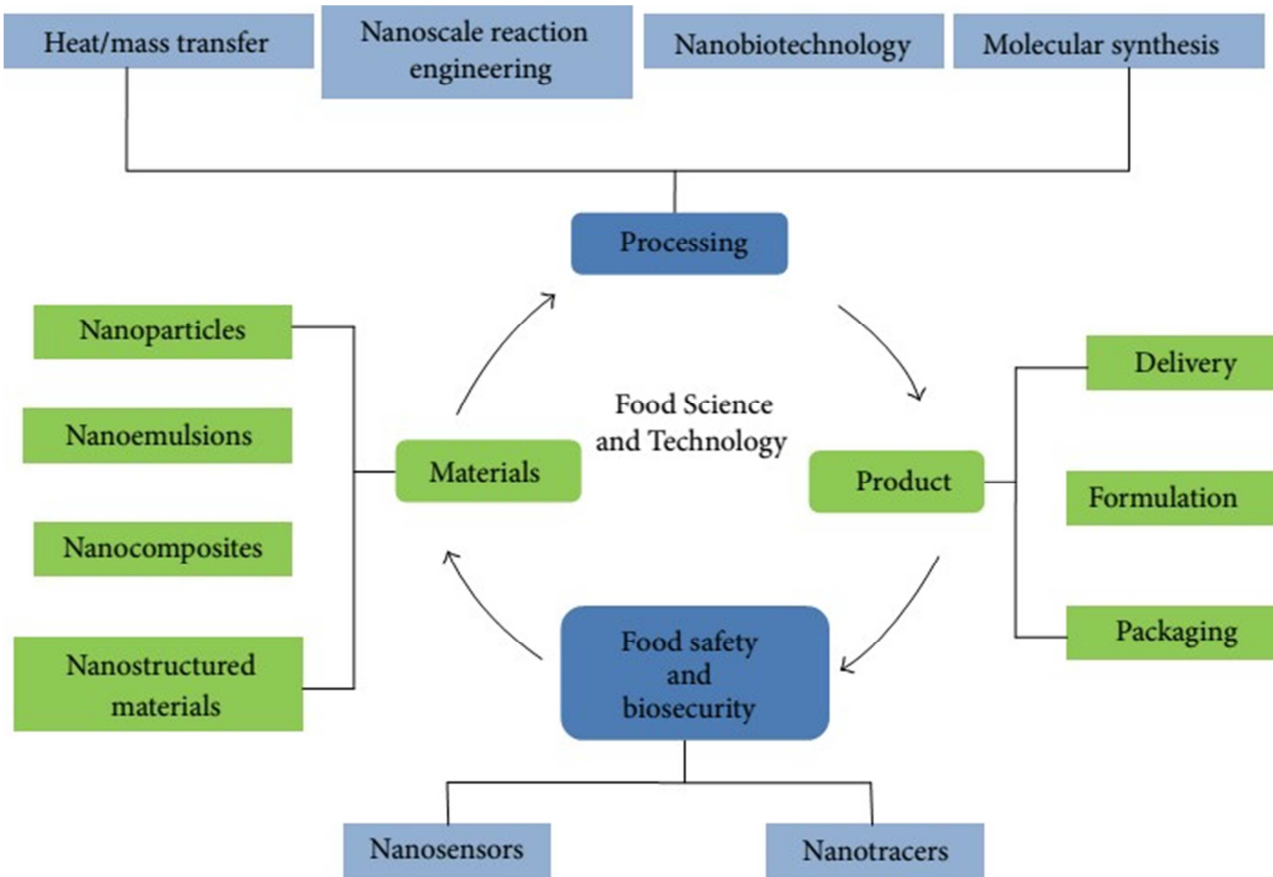 Heat/mass transfer
Nanoscale reaction
engineering
Nanobiotechnology
Molecular synthesis
Processing
Nanoparticles
Nanoemulsions
Nanocomposites
Nanostructured
materials
Materials
Food Science
and Technology
Product
Delivery
Formulation
Packaging
Food safety
and
biosecurity
Nanosensors
Nanotracers